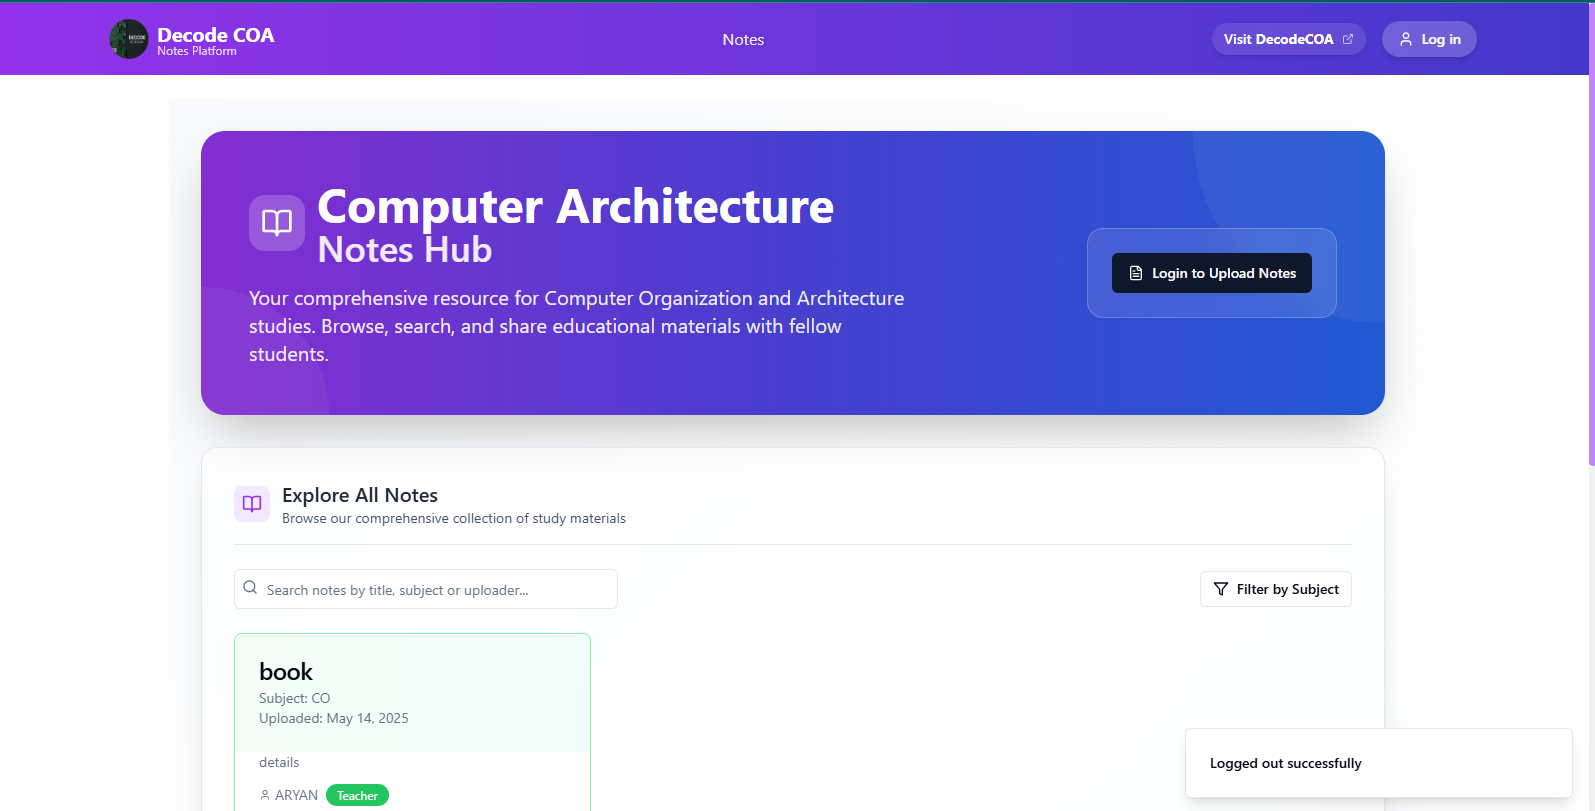 Decode COA
Notes Platform
Notes
Visit DecodeCOA
Log in
Computer Architecture
Notes Hub
Your comprehensive resource for Computer Organization and Architecture
studies. Browse, search, and share educational materials with fellow
students.
Login to Upload Notes
Explore All Notes
Browse our comprehensive collection of study materials
Search notes by title, subject or uploader...
Filter by Subject
book
Subject: CO
Uploaded: May 14, 2025
details
ARYAN
Teacher
Logged out successfully